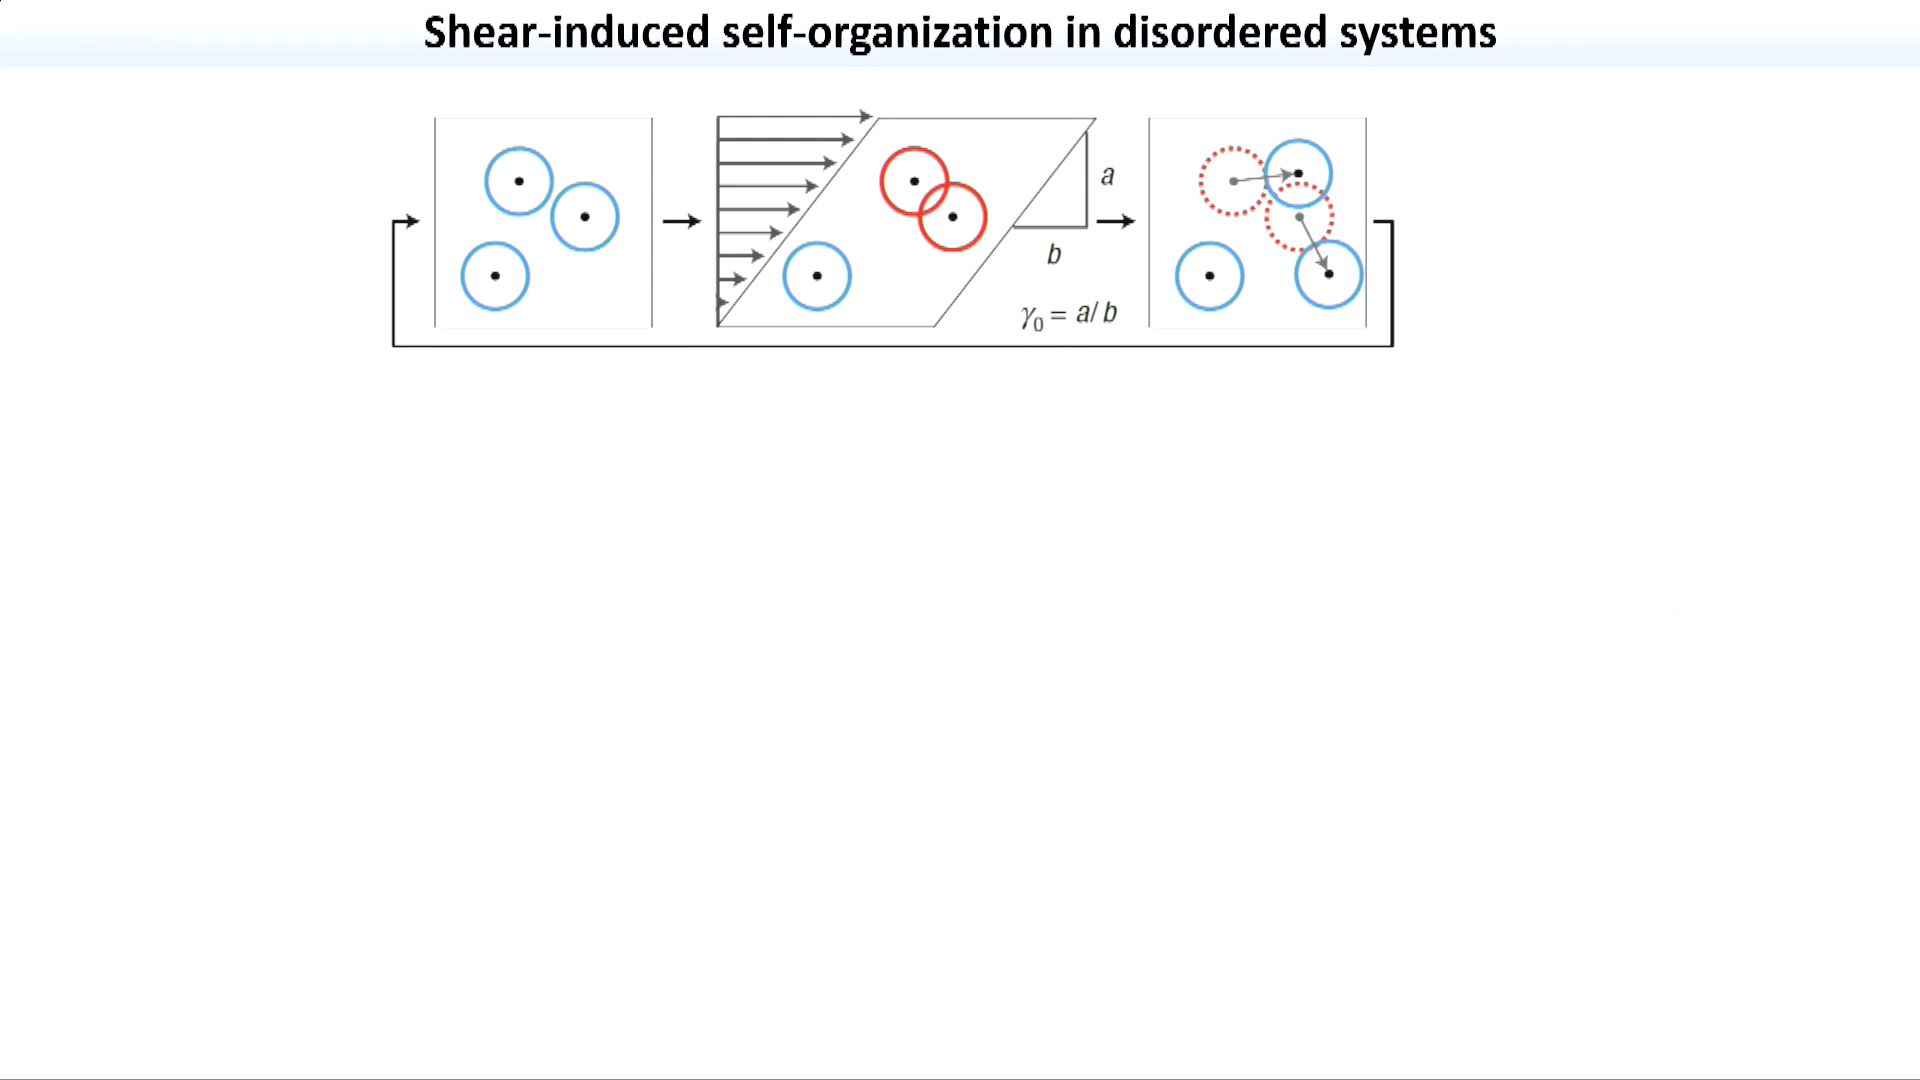 Shear-induced self-organization in disordered systems
a
b
γ₀ = a/b